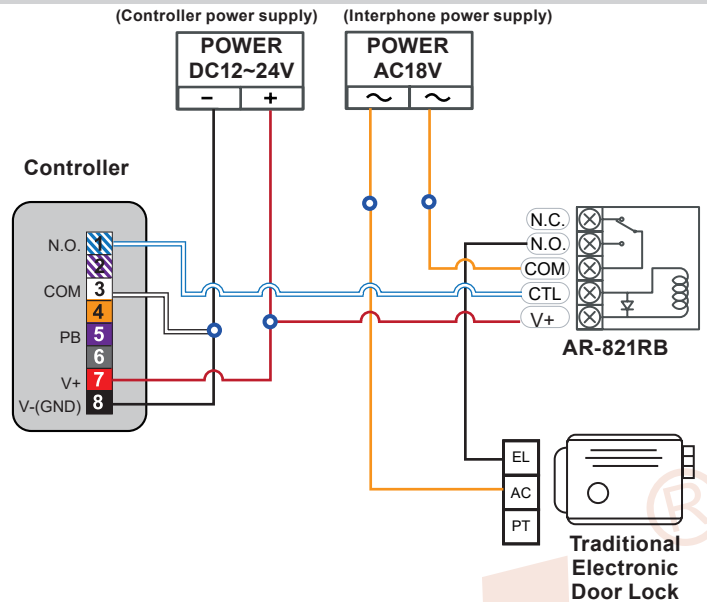 (Controller power supply)
(Interphone power supply)
POWER
DC12~24V
− +
POWER
AC18V
~ ~
Controller
N.O. 1
2
COM 3
4
PB 5
6
V+ 7
V-(GND) 8
N.C.
N.O.
COM
CTL
V+
AR-821RB
EL
AC
PT
Traditional
Electronic
Door Lock
®